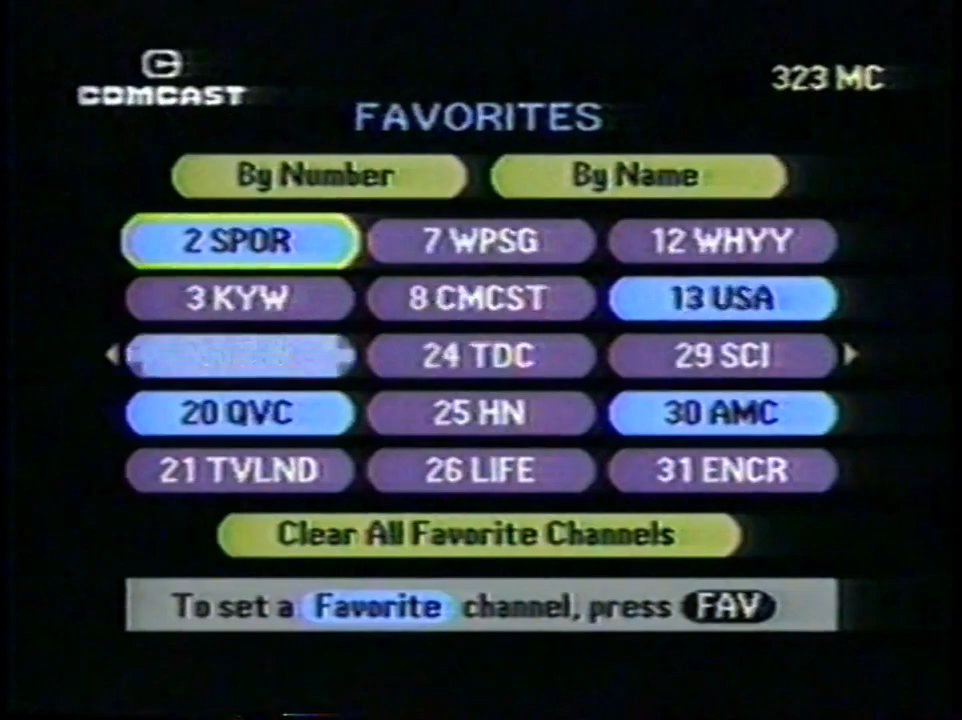 C
COMCAST
323 MC
FAVORITES
By Number By Name
2 SPOR 7 WPSG 12 WHYY
3 KYW 8 CMCST 13 USA
24 TDC 29 SCI
20 QVC 25 HN 30 AMC
21 TVLND 26 LIFE 31 ENCR
Clear All Favorite Channels
To set a Favorite channel, press FAV